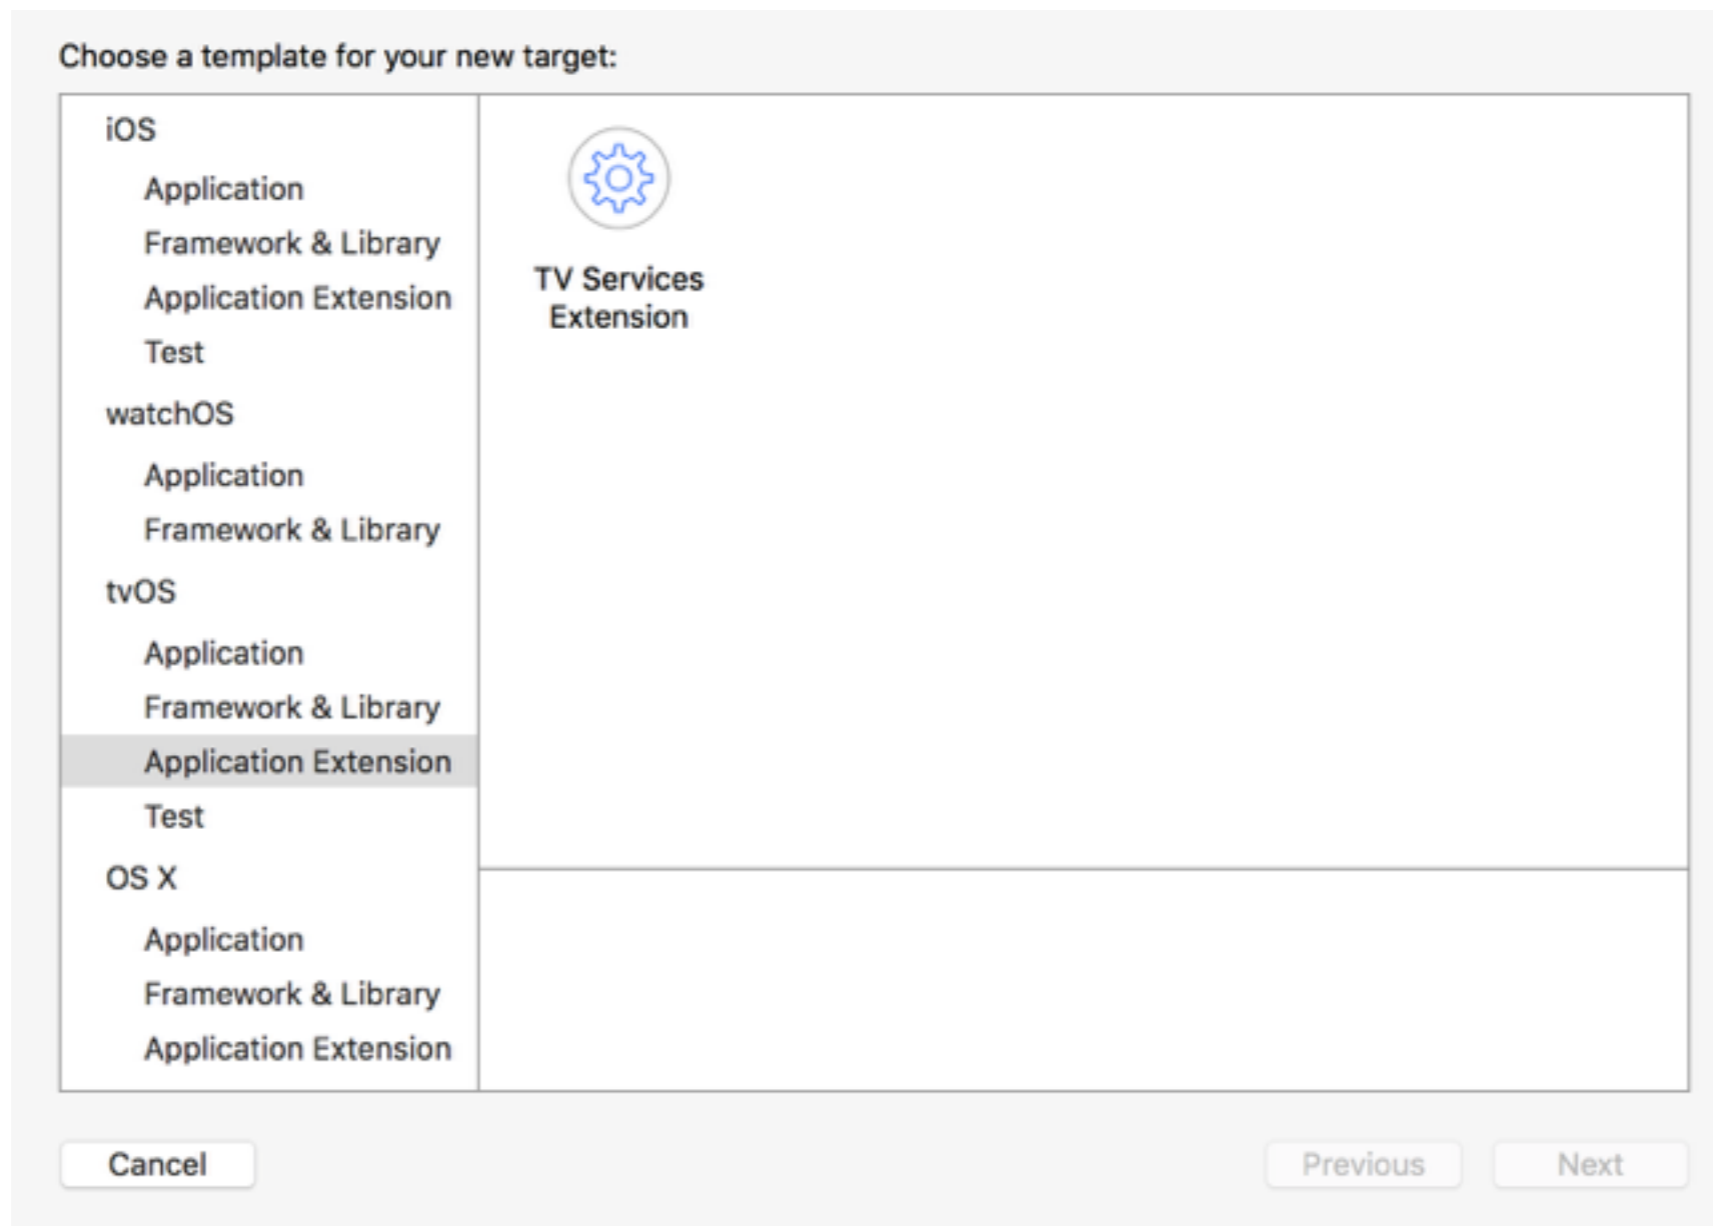 Choose a template for your new target:
iOS
Application
Framework & Library
Application Extension
Test
watchOS
Application
Framework & Library
tvOS
Application
Framework & Library
Application Extension
Test
OS X
Application
Framework & Library
Application Extension
TV Services
Extension
Cancel
Previous
Next